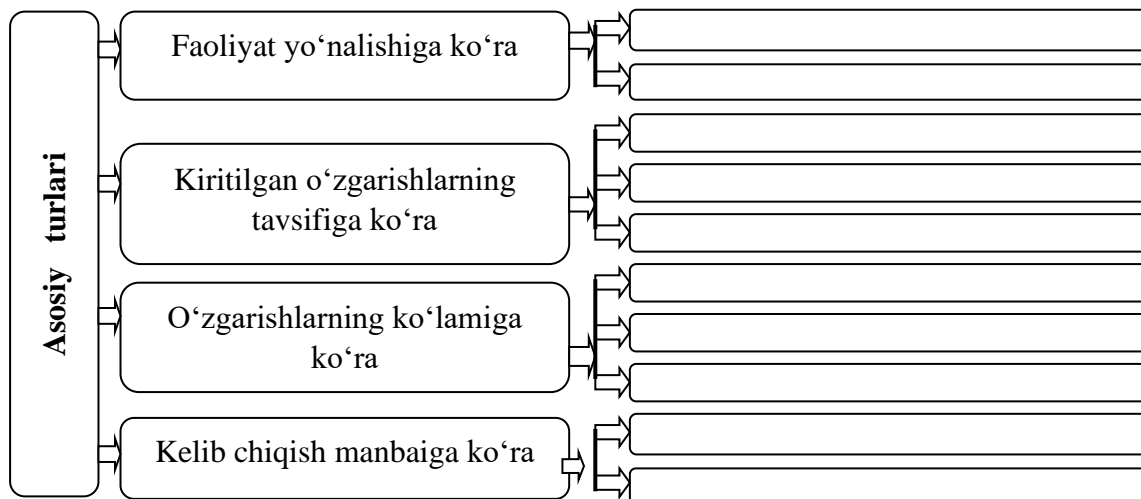 Asosiy turlari
Faoliyat yo‘nalishiga ko‘ra
Kiritilgan o‘zgarishlarning
tavsifiga ko‘ra
O‘zgarishlarning ko‘lamiga
ko‘ra
Kelib chiqish manbaiga ko‘ra